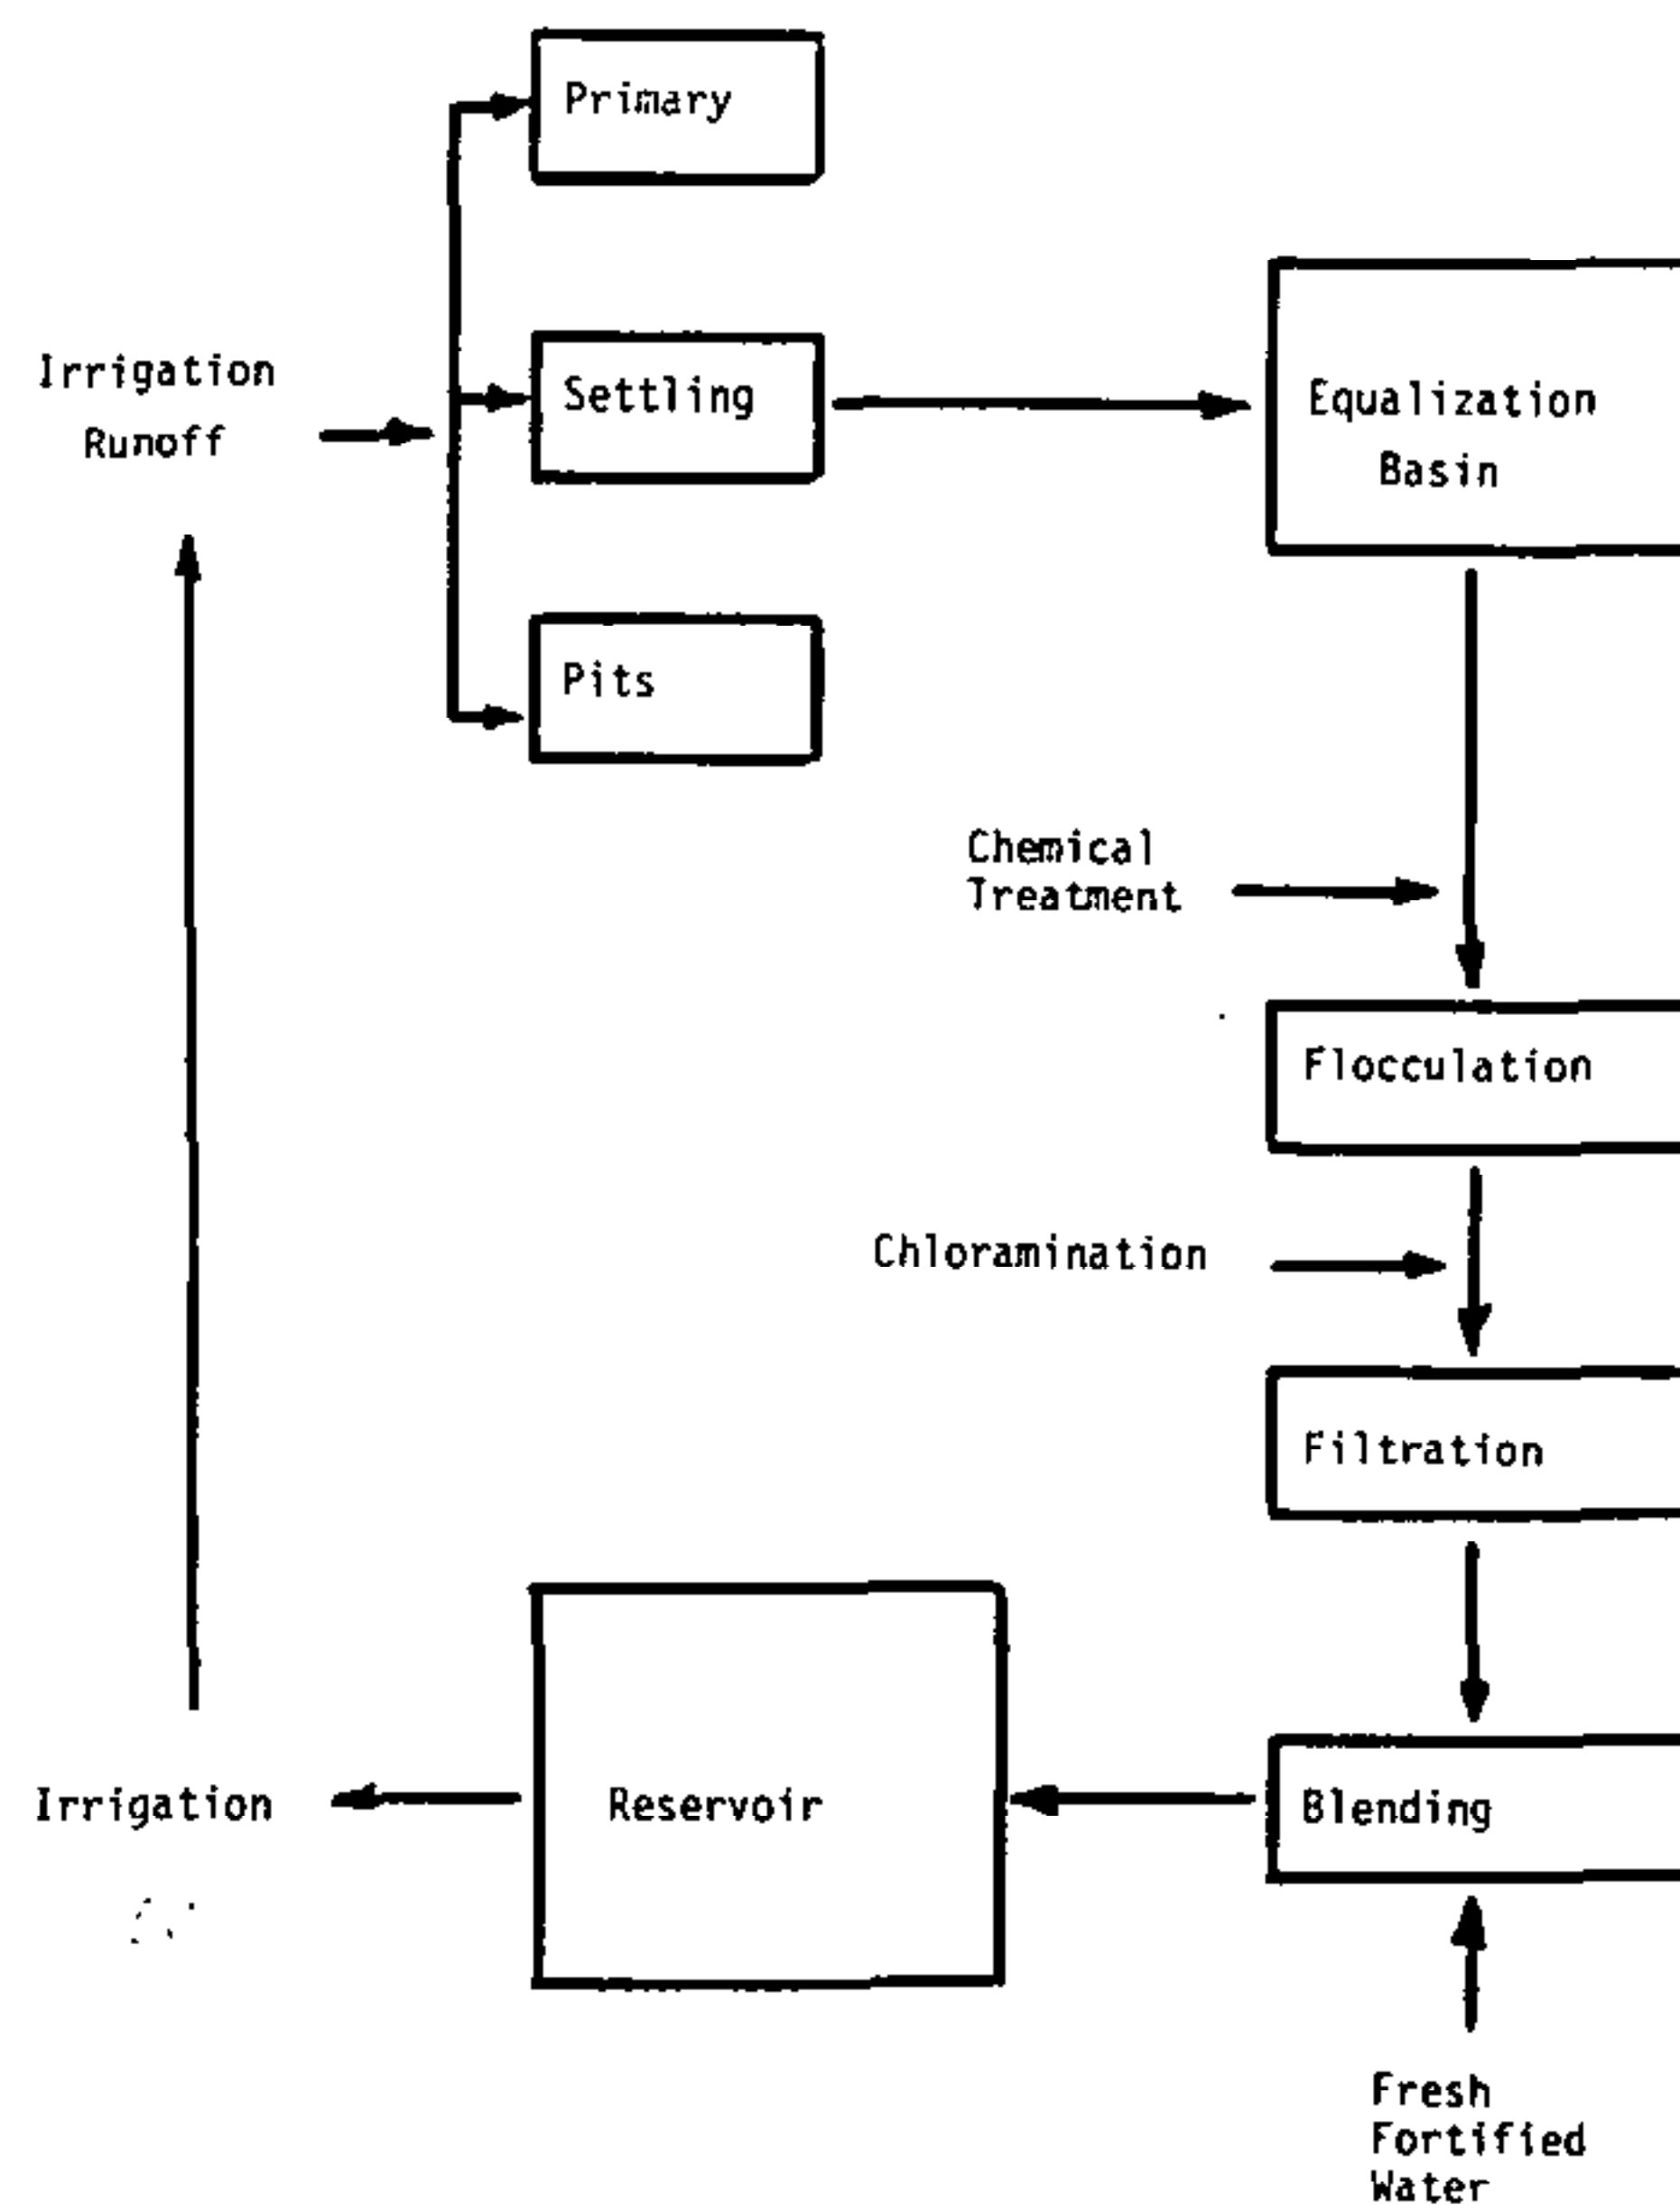 Primary
Irrigation
Runoff
Settling
Equalization
Basin
Pits
Chemical
Treatment
Flocculation
Chloramination
Filtration
Irrigation
Reservoir
Blending
Fresh
Fortified
Water